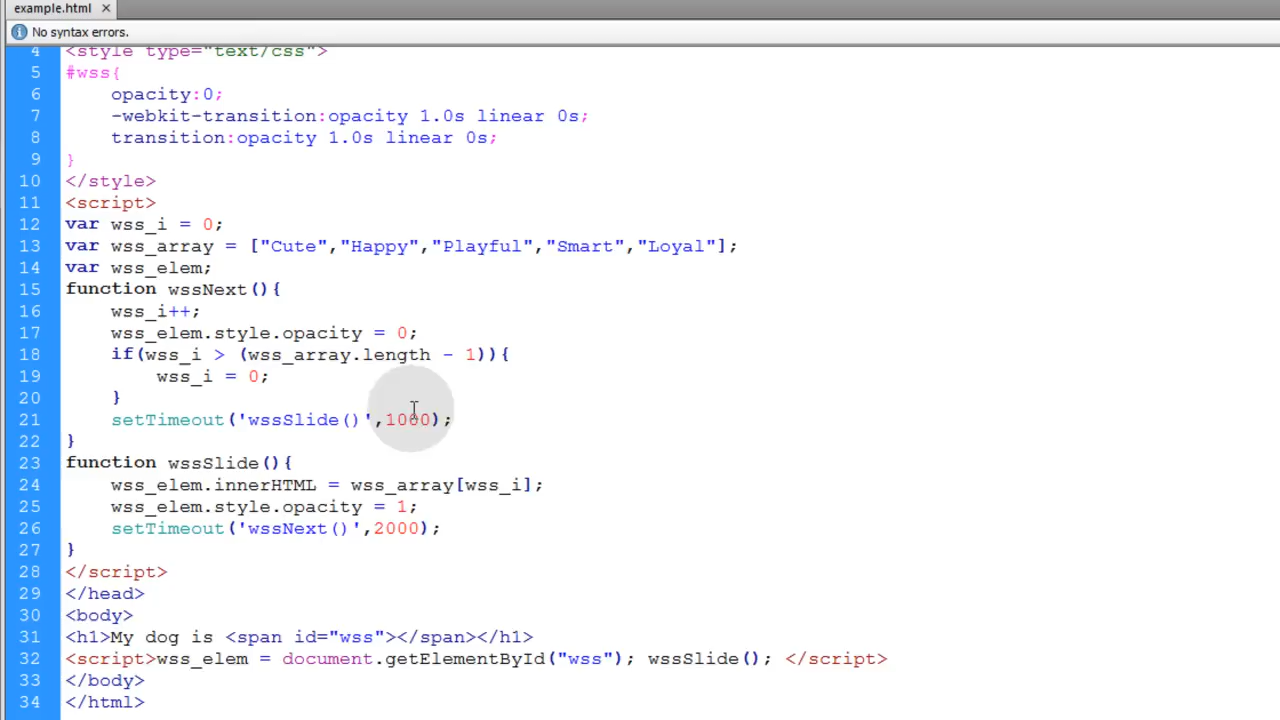 example.html ×
No syntax errors.
4 <style type="text/css">
5 #wss{
6     opacity:0;
7     -webkit-transition:opacity 1.0s linear 0s;
8     transition:opacity 1.0s linear 0s;
9 }
10 </style>
11 <script>
12 var wss_i = 0;
13 var wss_array = ["Cute","Happy","Playful","Smart","Loyal"];
14 var wss_elem;
15 function wssNext(){
16     wss_i++;
17     wss_elem.style.opacity = 0;
18     if(wss_i > (wss_array.length - 1)){
19         wss_i = 0;
20     }
21     setTimeout('wssSlide()',1000);
22 }
23 function wssSlide(){
24     wss_elem.innerHTML = wss_array[wss_i];
25     wss_elem.style.opacity = 1;
26     setTimeout('wssNext()',2000);
27 }
28 </script>
29 </head>
30 <body>
31 <h1>My dog is <span id="wss"></span></h1>
32 <script>wss_elem = document.getElementById("wss"); wssSlide(); </script>
33 </body>
34 </html>